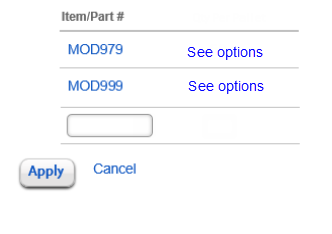 Item/Part #
MOD979 See options
MOD999 See options
Apply Cancel